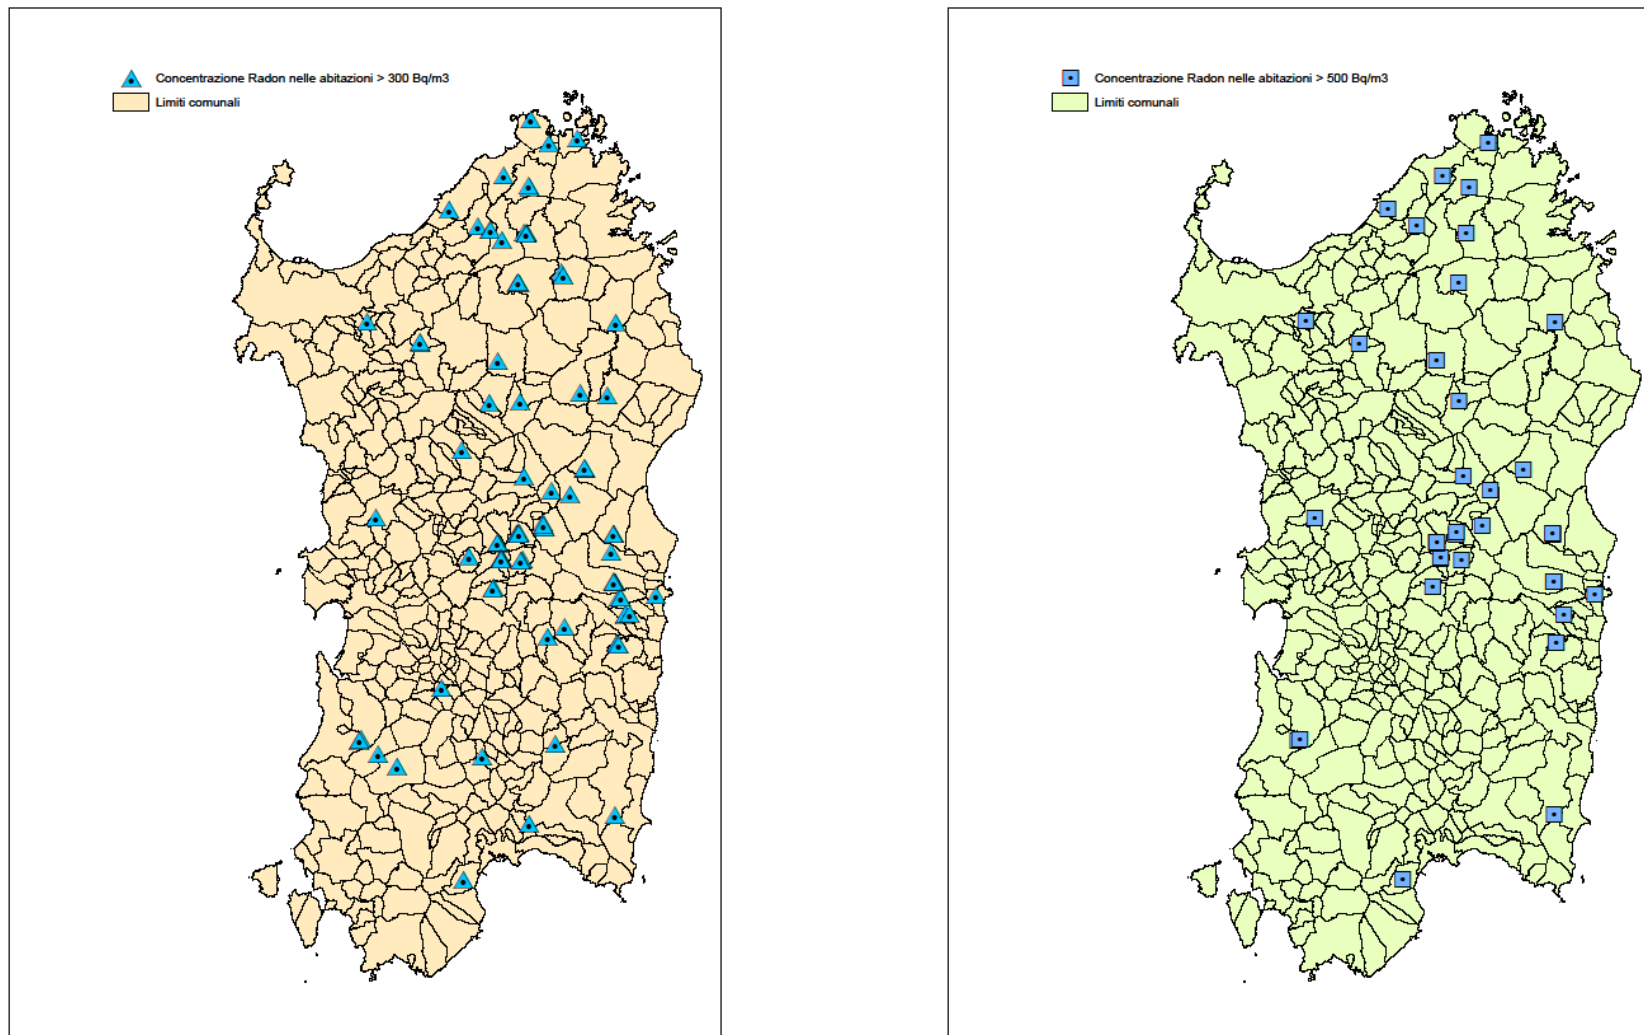 Concentrazione Radon nelle abitazioni > 300 Bq/m3
Limiti comunali
Concentrazione Radon nelle abitazioni > 500 Bq/m3
Limiti comunali